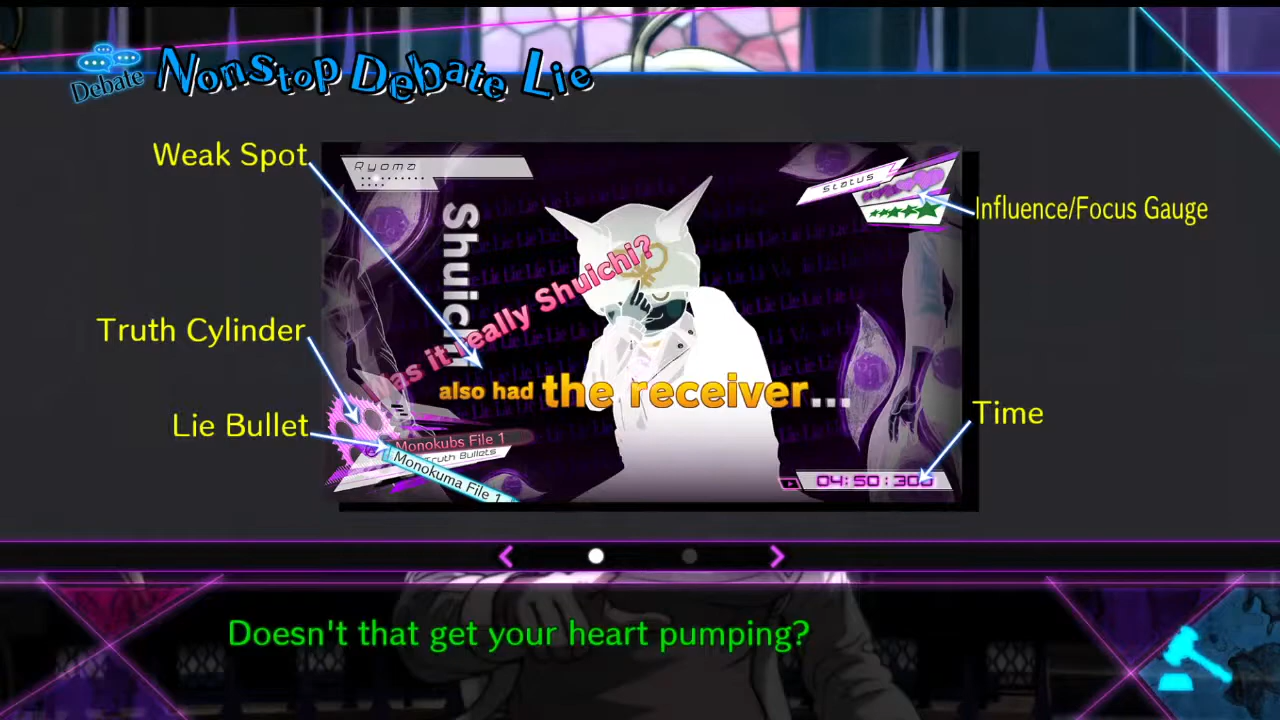 Debate
Nonstop Debate Lie
Weak Spot
Ryoma
status
Influence/Focus Gauge
Shuichi
was it really Shuichi?
also had the receiver...
Truth Cylinder
Lie Bullet
Monokubs File 1
Truth Bullets
Monokuma File 1
Time
04:50:300
Doesn't that get your heart pumping?